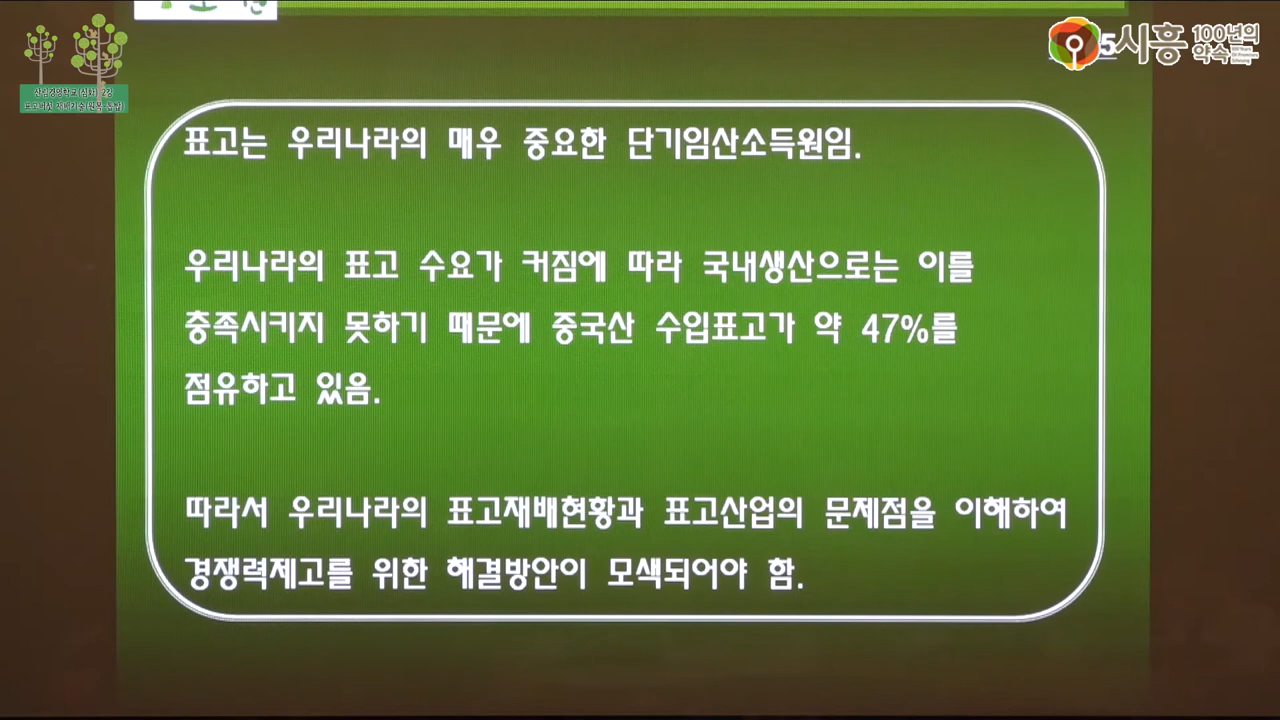 5
시흥
100년의
약속
표고는 우리나라의 매우 중요한 단기임산소득원임.
우리나라의 표고 수요가 커짐에 따라 국내생산으로는 이를
충족시키지 못하기 때문에 중국산 수입표고가 약 47%를
점유하고 있음.
따라서 우리나라의 표고재배현황과 표고산업의 문제점을 이해하여
경쟁력제고를 위한 해결방안이 모색되어야 함.